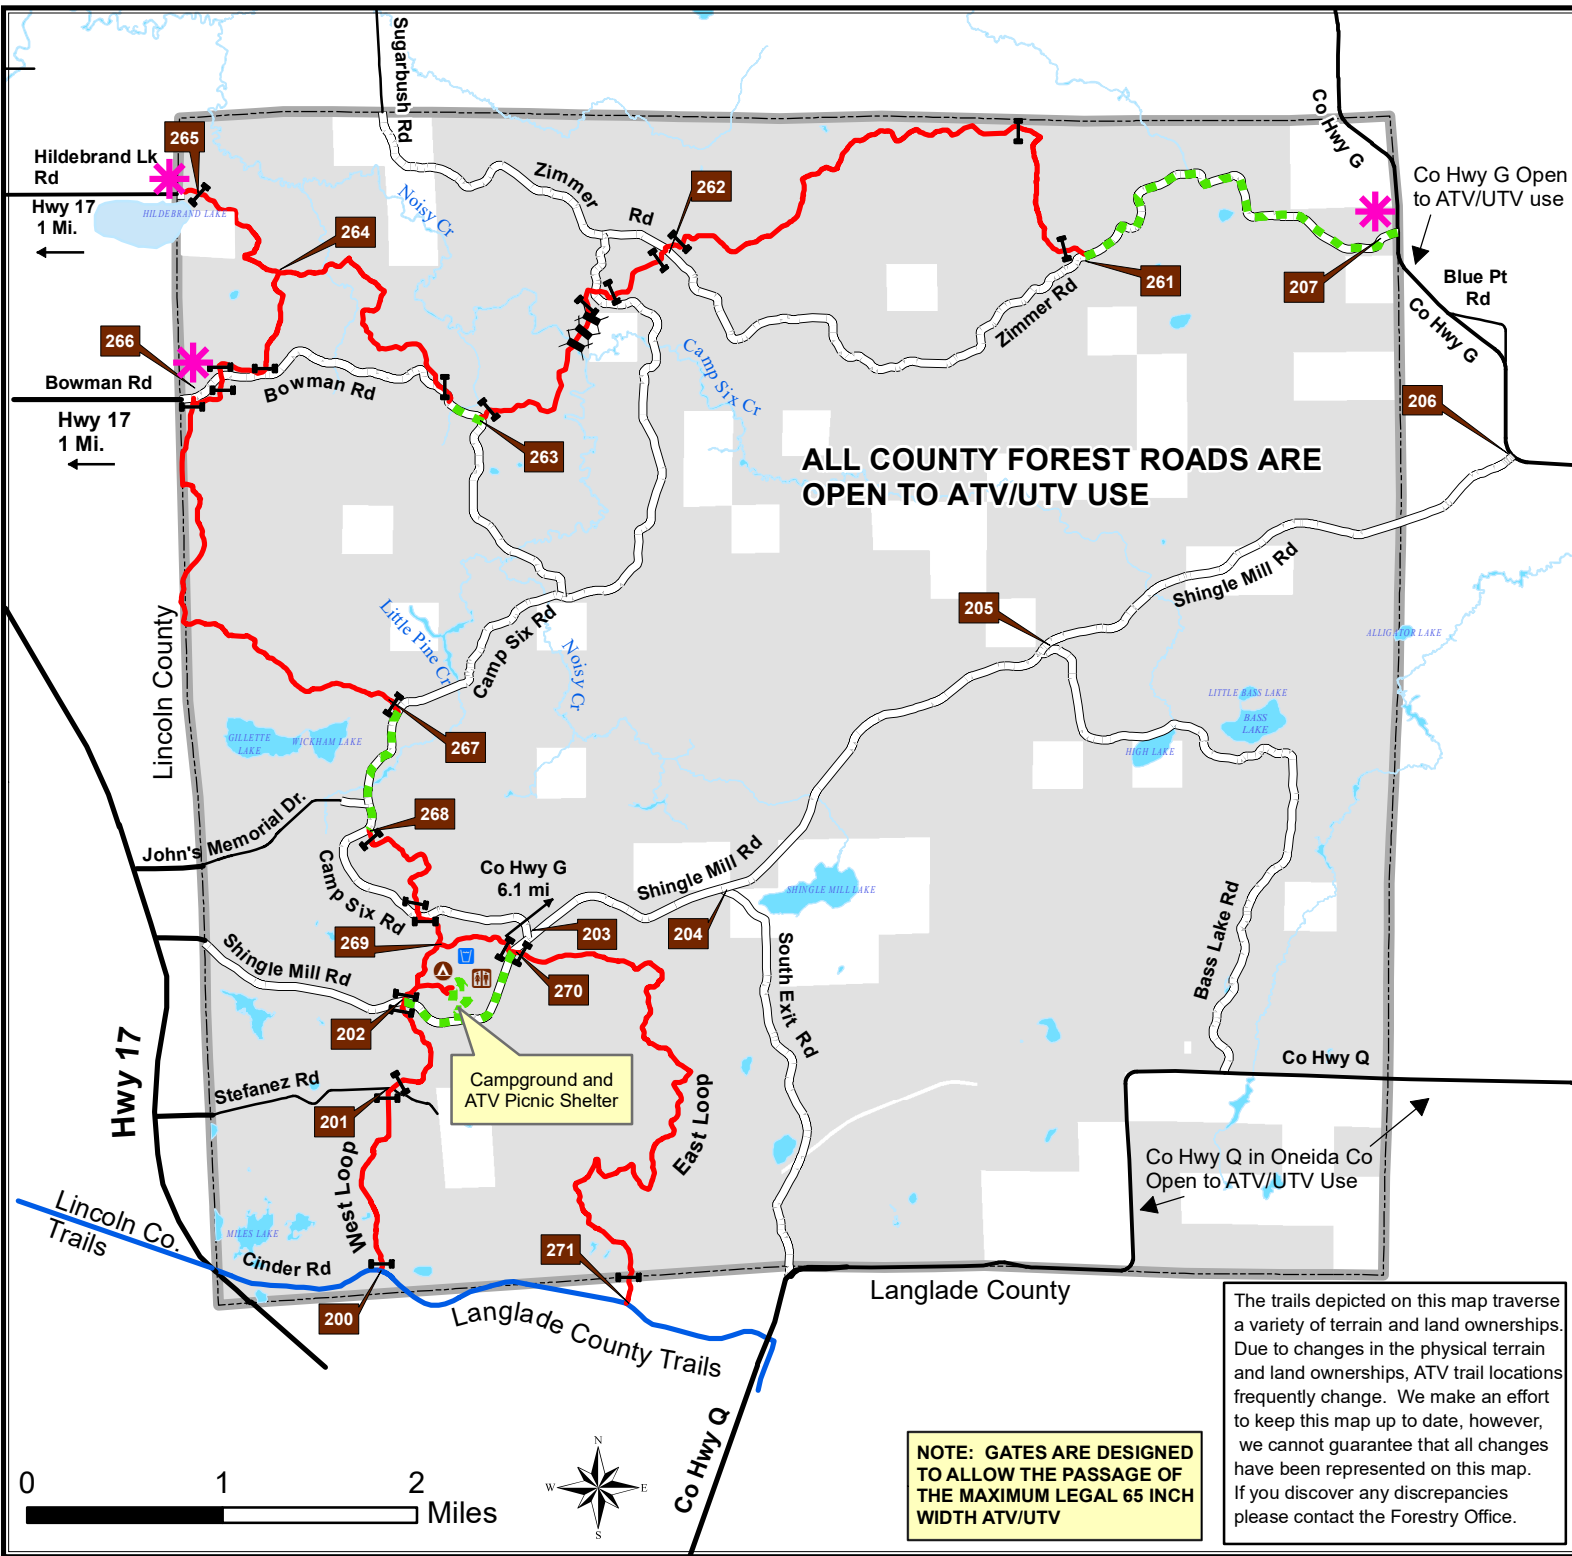 Sugarbush Rd
Co Hwy G
265
Hildebrand Lk
Rd
Hwy 17
1 Mi.
HILDEBRAND LAKE
Noisy Cr
Zimmer
Rd
262
Co Hwy G Open
to ATV/UTV use
264
261
207
Blue Pt
Rd
Co Hwy G
Zimmer Rd
266
Bowman Rd
Bowman Rd
Hwy 17
1 Mi.
Camp Six Cr
206
263
ALL COUNTY FOREST ROADS ARE
OPEN TO ATV/UTV USE
Shingle Mill Rd
205
Little Pine Cr
Camp Six Rd
Noisy Cr
ALLIGATOR LAKE
Lincoln County
LITTLE BASS LAKE
BASS
LAKE
HIGH LAKE
GILLETTE
LAKE
WICKHAM LAKE
267
John's Memorial Dr.
268
Camp Six Rd
Co Hwy G
6.1 mi
Shingle Mill Rd
SHINGLE MILL LAKE
269
203
204
Shingle Mill Rd
270
South Exit Rd
Bass Lake Rd
202
Hwy 17
Stefanez Rd
Campground and
ATV Picnic Shelter
Co Hwy Q
201
West Loop
East Loop
Co Hwy Q in Oneida Co
Open to ATV/UTV Use
Lincoln Co.
Trails
MILES LAKE
Cinder Rd
271
200
Langlade County Trails
Langlade County
Co Hwy Q
0 1 2
Miles
N
W E
S
NOTE: GATES ARE DESIGNED
TO ALLOW THE PASSAGE OF
THE MAXIMUM LEGAL 65 INCH
WIDTH ATV/UTV
The trails depicted on this map traverse
a variety of terrain and land ownerships.
Due to changes in the physical terrain
and land ownerships, ATV trail locations
frequently change. We make an effort
to keep this map up to date, however,
we cannot guarantee that all changes
have been represented on this map.
If you discover any discrepancies
please contact the Forestry Office.